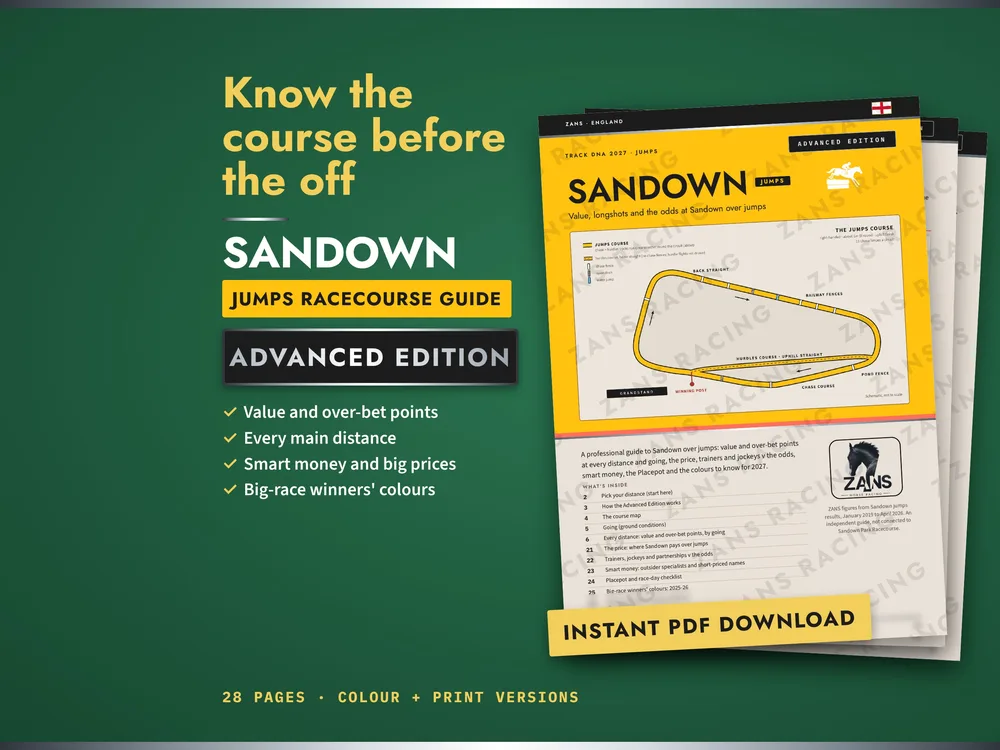 Know the
course before
the off
SANDOWN
JUMPS RACECOURSE GUIDE
ADVANCED EDITION
Value and over-bet points
Every main distance
Smart money and big prices
Big-race winners' colours
28 PAGES · COLOUR + PRINT VERSIONS
ZANS · ENGLAND
ADVANCED EDITION
TRACK DNA 2027 · JUMPS
SANDOWN JUMPS
Value, longshots and the odds at Sandown over jumps
JUMPS COURSE
THE JUMPS COURSE
BACK STRAIGHT
RAILWAY FENCES
HURDLES COURSE · UPHILL STRAIGHT
POND FENCE
CHASE COURSE
WINNING POST
GRANDSTAND
Schematic, not to scale
A professional guide to Sandown over jumps: value and over-bet points
at every distance and going, the price, trainers and jockeys v the odds,
smart money, the Placepot and the colours to know for 2027.
WHAT'S INSIDE
2 Pick your distance (start here)
3 How the Advanced Edition works
4 The course map
5 Going (ground conditions)
6 Every distance: value and over-bet points, by going
21 The price: where Sandown pays over jumps
22 Trainers, jockeys and partnerships v the odds
23 Smart money: outsider specialists and short-priced names
24 Placepot and race-day checklist
25 Big-race winners' colours: 2025-26
ZANS
HORSE RACING
ZANS figures from Sandown jumps
results, January 2019 to April 2026. An
independent guide, not connected to
Sandown Park Racecourse.
ZANS RACING
INSTANT PDF DOWNLOAD